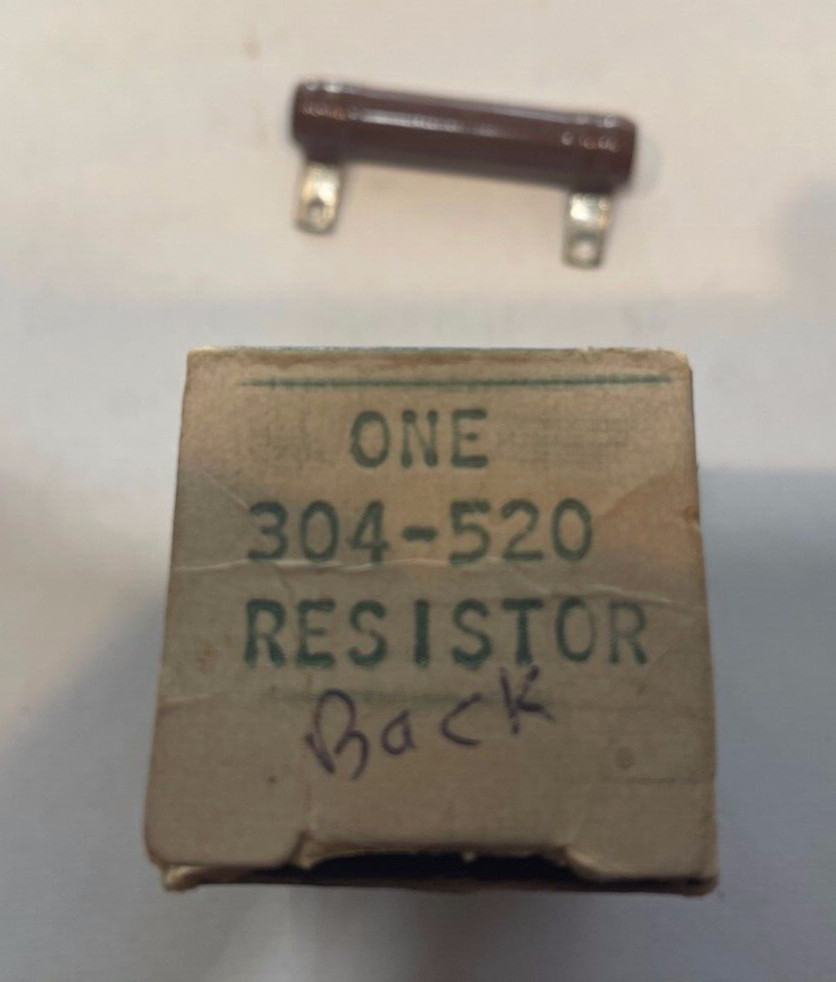 ONE
304-520
RESISTOR
Back